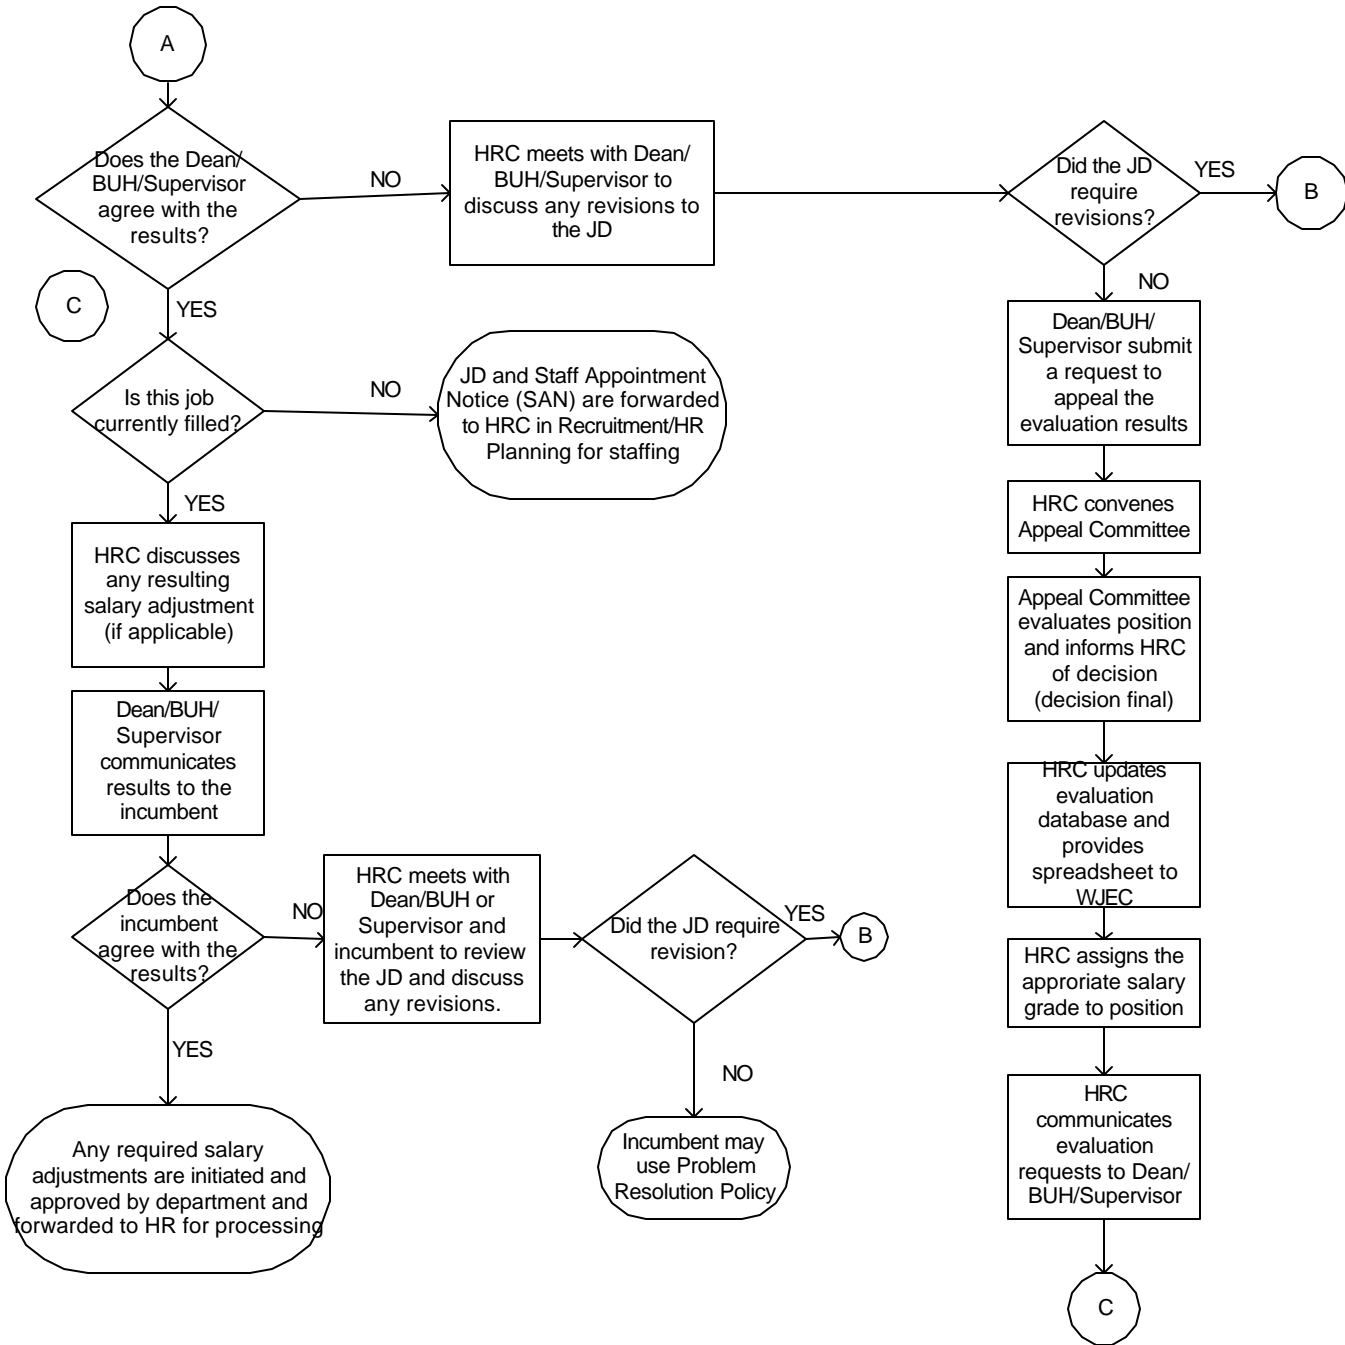 A
Does the Dean/
BUH/Supervisor
agree with the
results?
NO
HRC meets with Dean/
BUH/Supervisor to
discuss any revisions to
the JD
Did the JD
require
revisions?
YES
B
C
YES
NO
Is this job
currently filled?
NO
JD and Staff Appointment
Notice (SAN) are forwarded
to HRC in Recruitment/HR
Planning for staffing
Dean/BUH/
Supervisor submit
a request to
appeal the
evaluation results
YES
HRC convenes
Appeal Committee
HRC discusses
any resulting
salary adjustment
(if applicable)
Appeal Committee
evaluates position
and informs HRC
of decision
(decision final)
Dean/BUH/
Supervisor
communicates
results to the
incumbent
HRC updates
evaluation
database and
provides
spreadsheet to
WJEC
Does the
incumbent
agree with the
results?
NO
HRC meets with
Dean/BUH or
Supervisor and
incumbent to review
the JD and discuss
any revisions.
Did the JD require
revision?
YES
B
HRC assigns the
approriate salary
grade to position
YES
NO
HRC
communicates
evaluation
requests to Dean/
BUH/Supervisor
Any required salary
adjustments are initiated and
approved by department and
forwarded to HR for processing
Incumbent may
use Problem
Resolution Policy
C